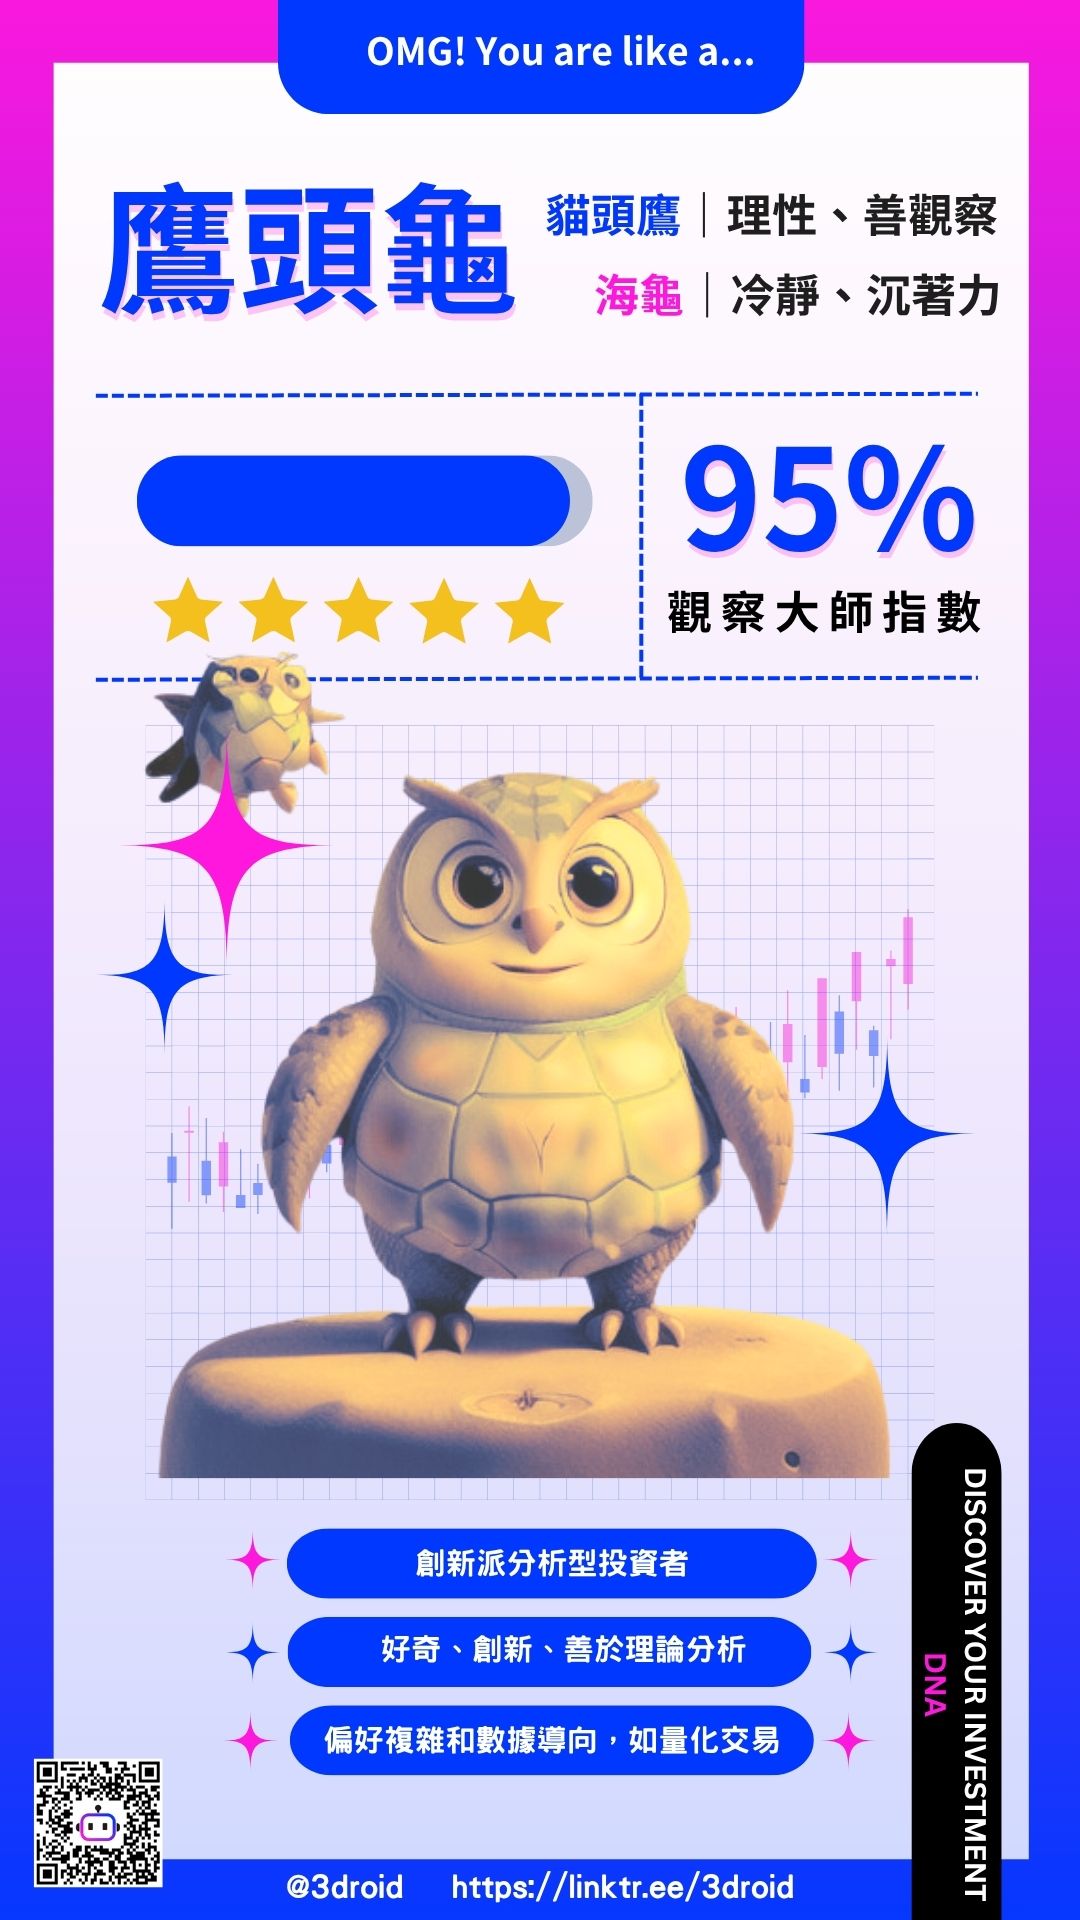 OMG! You are like a...
鷹頭龜
貓頭鷹｜理性、善觀察
海龜｜冷靜、沉著力
95%
觀察大師指數
創新派分析型投資者
好奇、創新、善於理論分析
偏好複雜和數據導向，如量化交易
DISCOVER YOUR INVESTMENT
DNA
@3droid https://linktr.ee/3droid